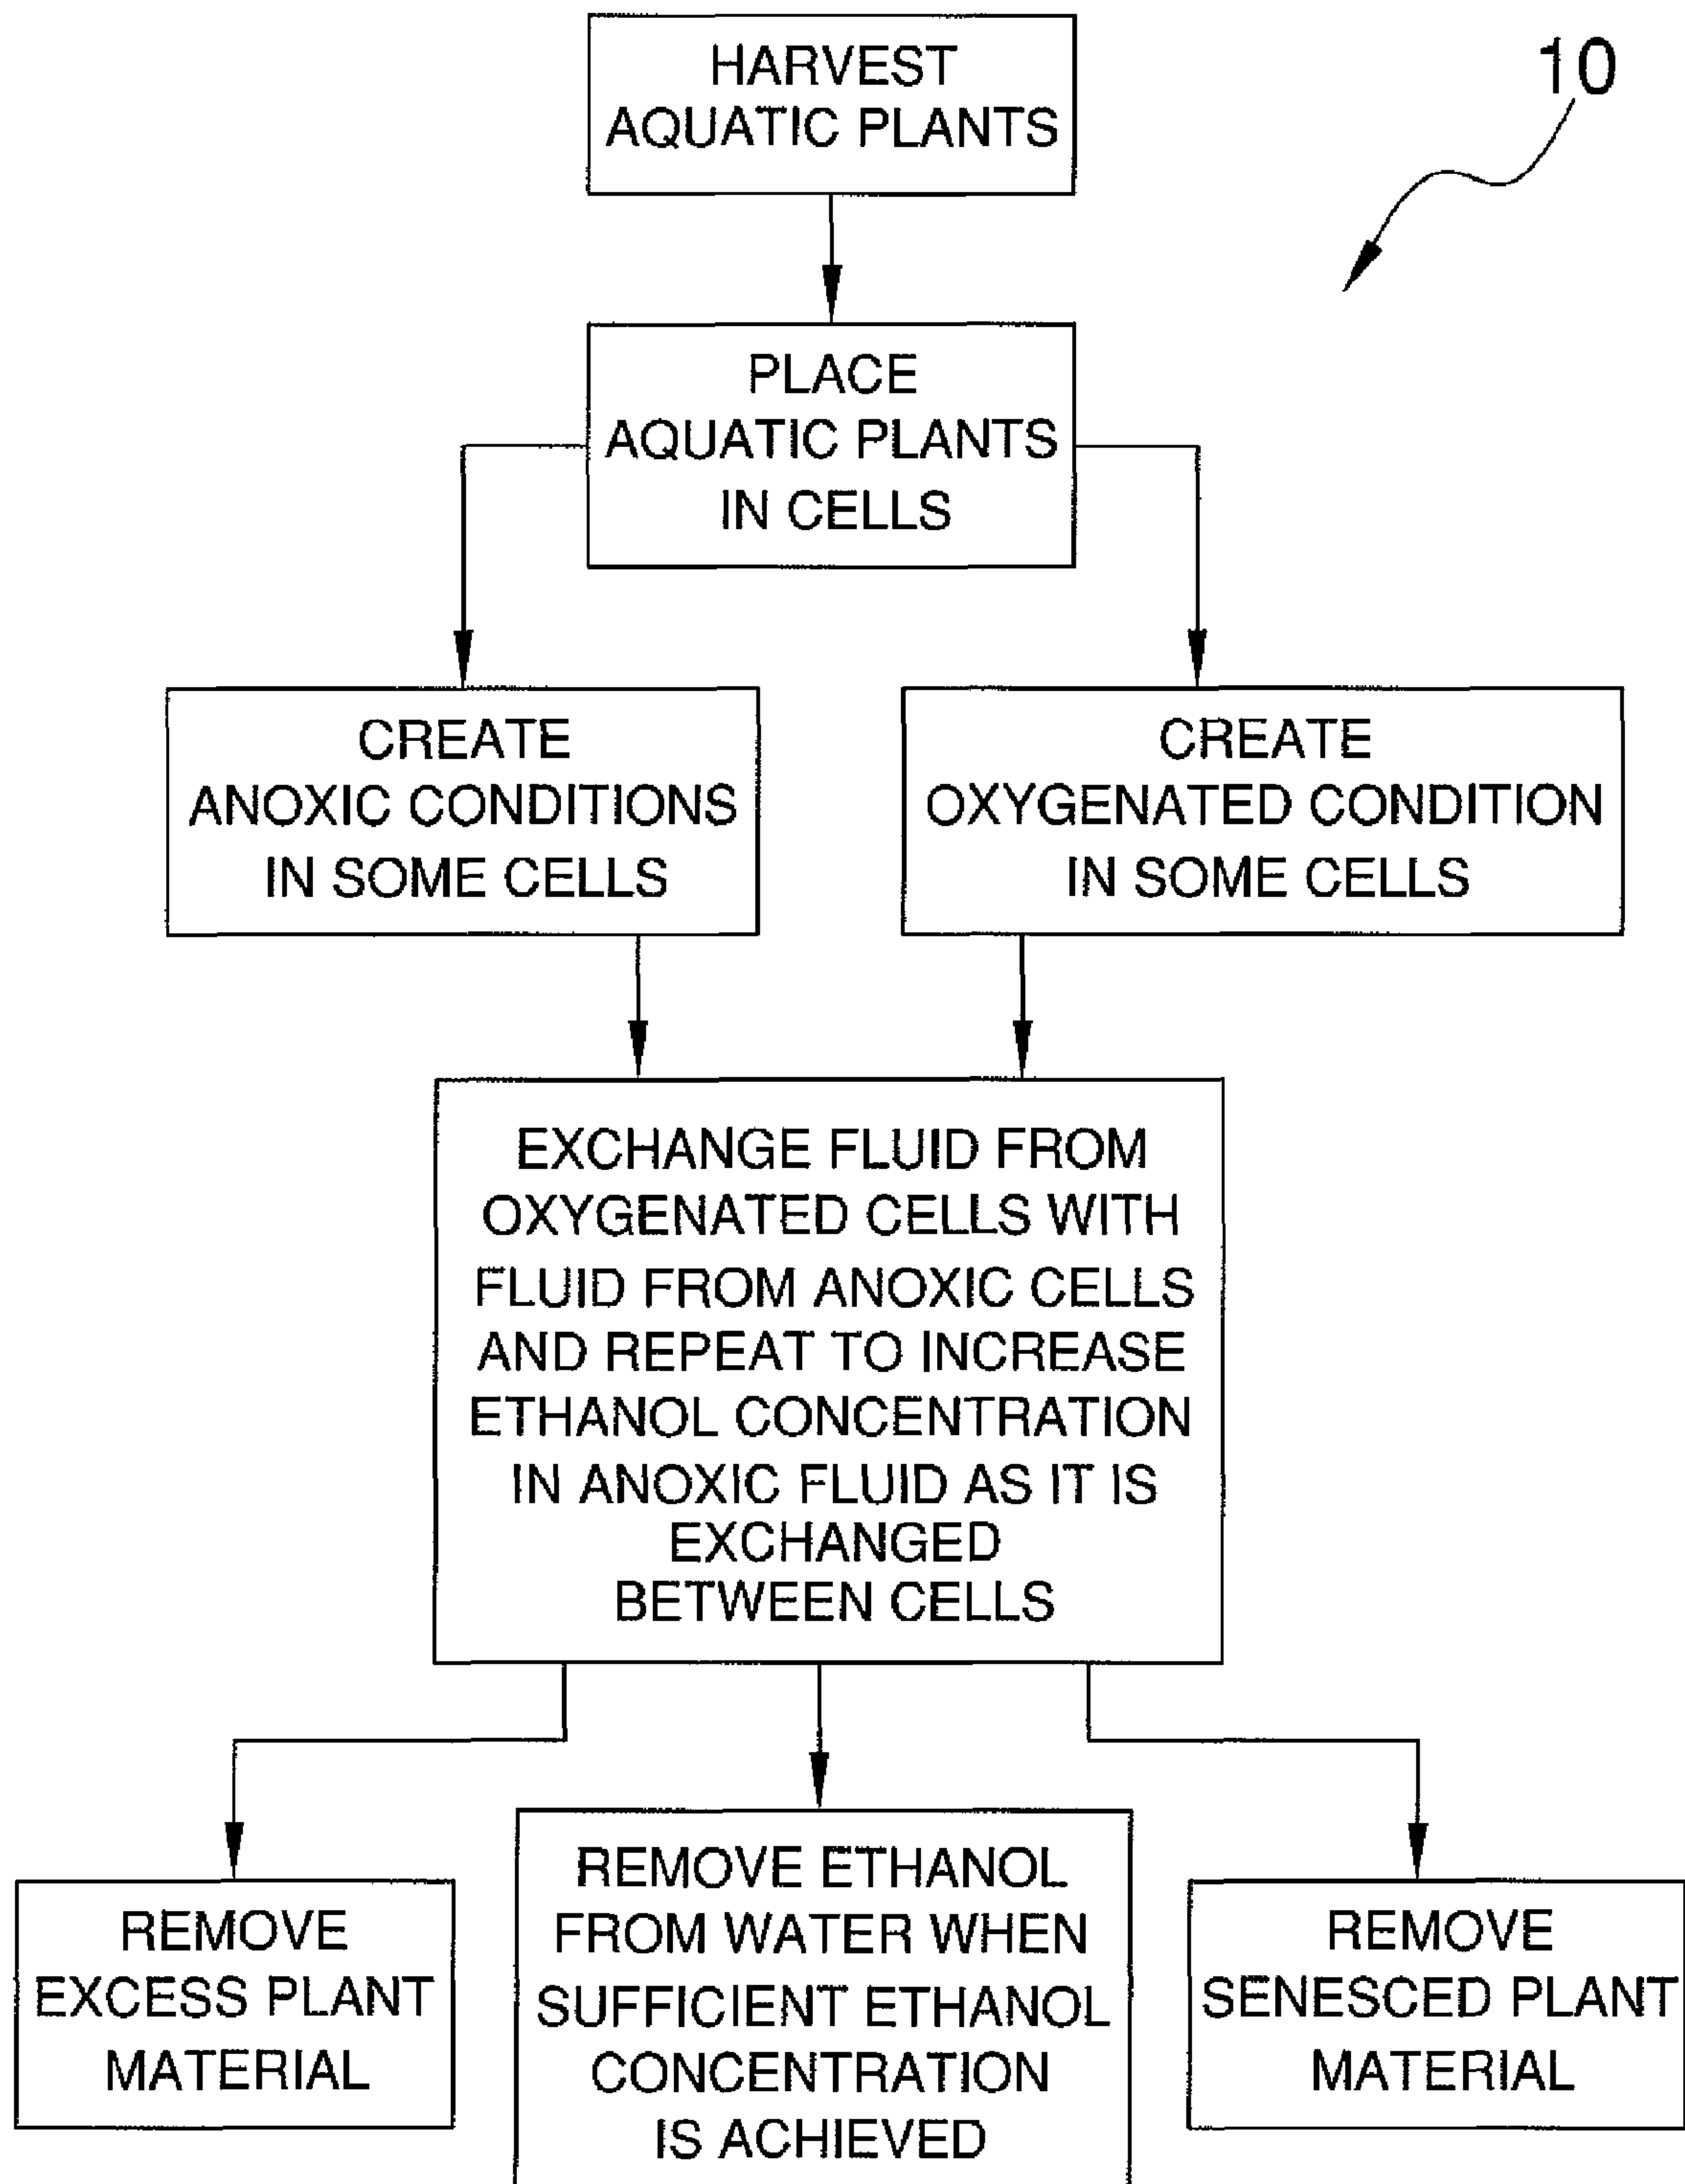 HARVEST
AQUATIC PLANTS
10
PLACE
AQUATIC PLANTS
IN CELLS
CREATE
ANOXIC CONDITIONS
IN SOME CELLS
CREATE
OXYGENATED CONDITION
IN SOME CELLS
EXCHANGE FLUID FROM
OXYGENATED CELLS WITH
FLUID FROM ANOXIC CELLS
AND REPEAT TO INCREASE
ETHANOL CONCENTRATION
IN ANOXIC FLUID AS IT IS
EXCHANGED
BETWEEN CELLS
REMOVE
EXCESS PLANT
MATERIAL
REMOVE ETHANOL
FROM WATER WHEN
SUFFICIENT ETHANOL
CONCENTRATION
IS ACHIEVED
REMOVE
SENESCED PLANT
MATERIAL